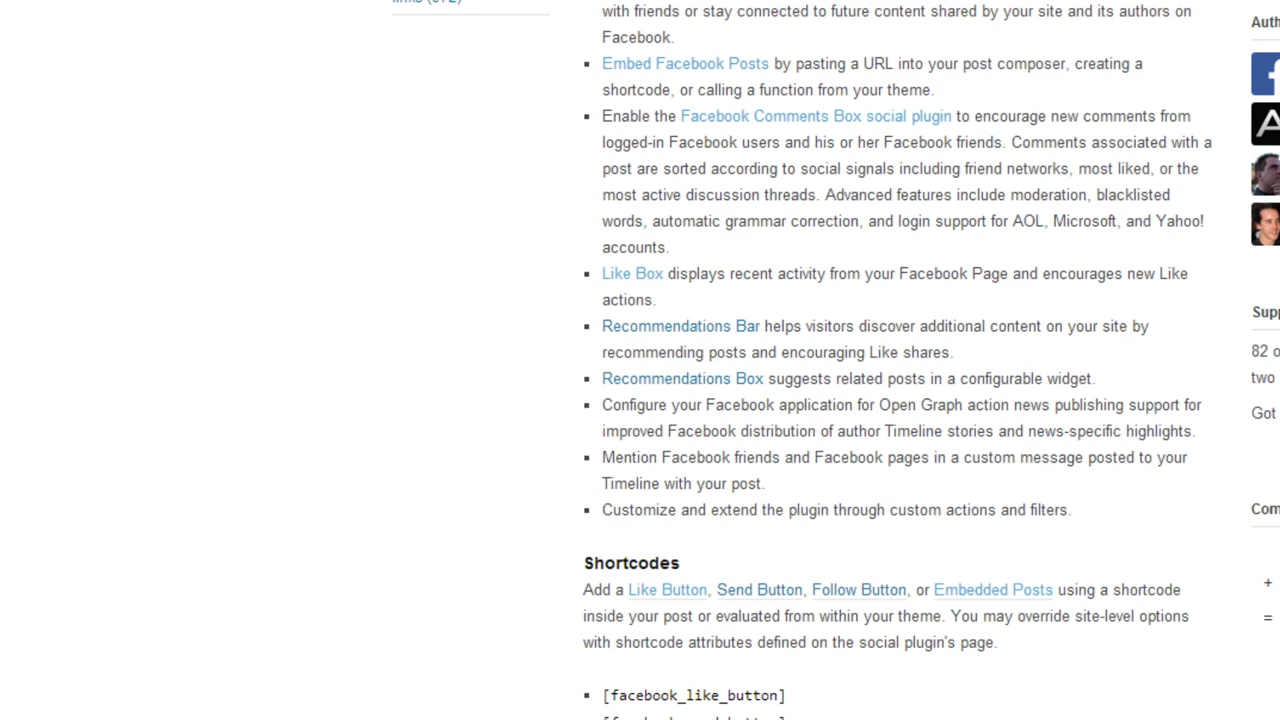 with friends or stay connected to future content shared by your site and its authors on
Facebook.
Embed Facebook Posts by pasting a URL into your post composer, creating a
shortcode, or calling a function from your theme.
Enable the Facebook Comments Box social plugin to encourage new comments from
logged-in Facebook users and his or her Facebook friends. Comments associated with a
post are sorted according to social signals including friend networks, most liked, or the
most active discussion threads. Advanced features include moderation, blacklisted
words, automatic grammar correction, and login support for AOL, Microsoft, and Yahoo!
accounts.
Like Box displays recent activity from your Facebook Page and encourages new Like
actions.
Recommendations Bar helps visitors discover additional content on your site by
recommending posts and encouraging Like shares.
Recommendations Box suggests related posts in a configurable widget.
Configure your Facebook application for Open Graph action news publishing support for
improved Facebook distribution of author Timeline stories and news-specific highlights.
Mention Facebook friends and Facebook pages in a custom message posted to your
Timeline with your post.
Customize and extend the plugin through custom actions and filters.
Shortcodes
Add a Like Button, Send Button, Follow Button, or Embedded Posts using a shortcode
inside your post or evaluated from within your theme. You may override site-level options
with shortcode attributes defined on the social plugin's page.
[facebook_like_button]
Auth
Supp
82 o
two
Got
Com
+
=